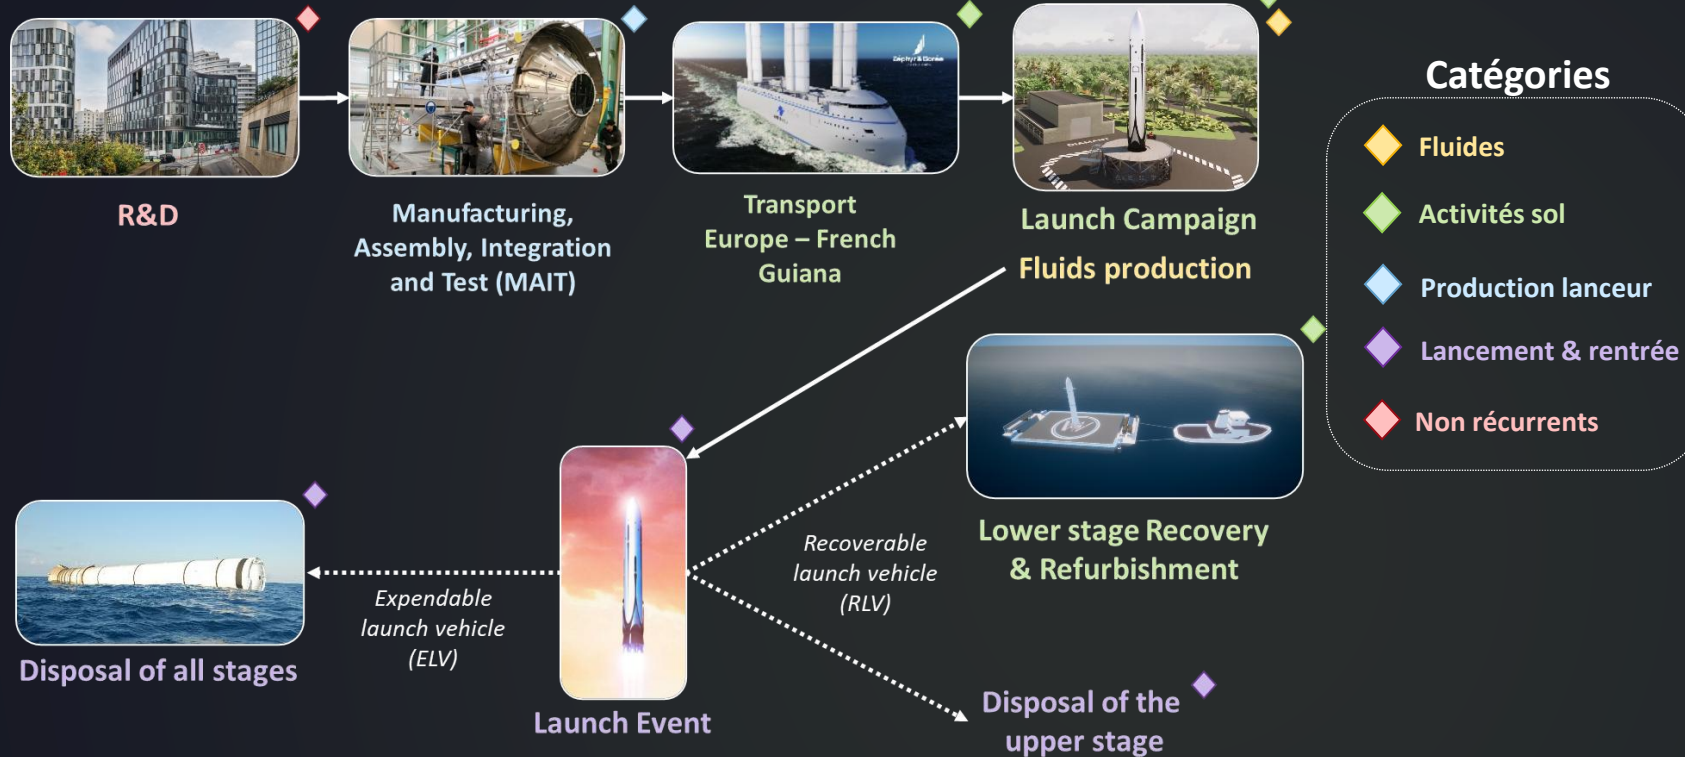 R&D
Manufacturing,
Assembly, Integration
and Test (MAIT)
Zéphyr & Borée
Transport
Europe – French
Guiana
Launch Campaign
Fluids production
Catégories
Fluides
Activités sol
Production lanceur
Lancement & rentrée
Non récurrents
Lower stage Recovery
& Refurbishment
Recoverable
launch vehicle
(RLV)
Expendable
launch vehicle
(ELV)
Disposal of all stages
Launch Event
Disposal of the
upper stage